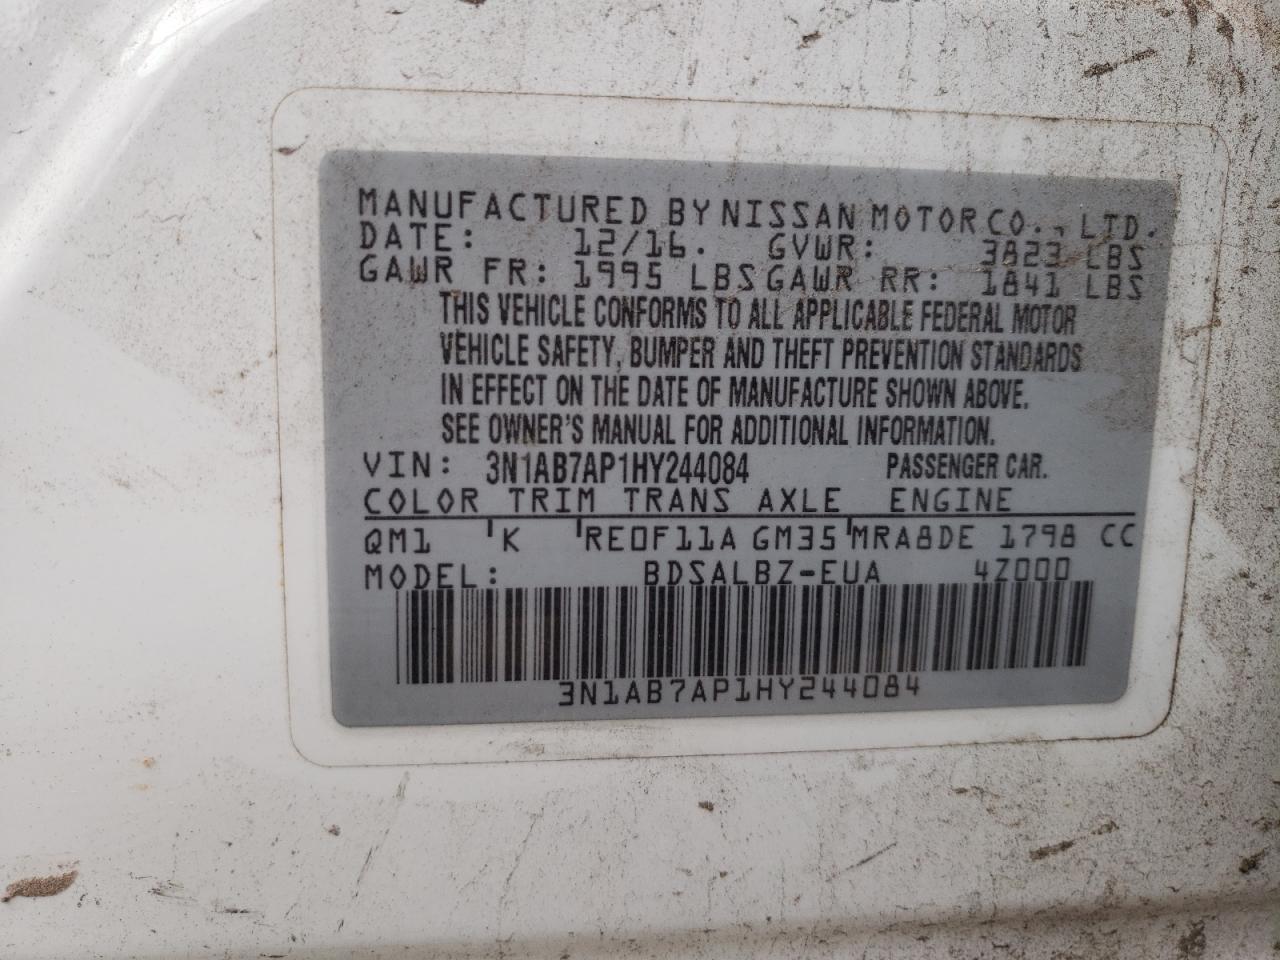 MANUFACTURED BY NISSAN MOTOR CO., LTD.
DATE: 12/16. GVWR: 3823 LBS
GAWR FR: 1995 LBS GAWR RR: 1841 LBS
THIS VEHICLE CONFORMS TO ALL APPLICABLE FEDERAL MOTOR
VEHICLE SAFETY, BUMPER AND THEFT PREVENTION STANDARDS
IN EFFECT ON THE DATE OF MANUFACTURE SHOWN ABOVE.
SEE OWNER'S MANUAL FOR ADDITIONAL INFORMATION.
VIN: 3N1AB7AP1HY244084 PASSENGER CAR.
COLOR TRIM TRANS AXLE ENGINE
QM1 'K 'RE0F11A GM35 'MRA8DE 1798 CC
MODEL: BDSALBZ-EUA 4Z000
3N1AB7AP1HY244084